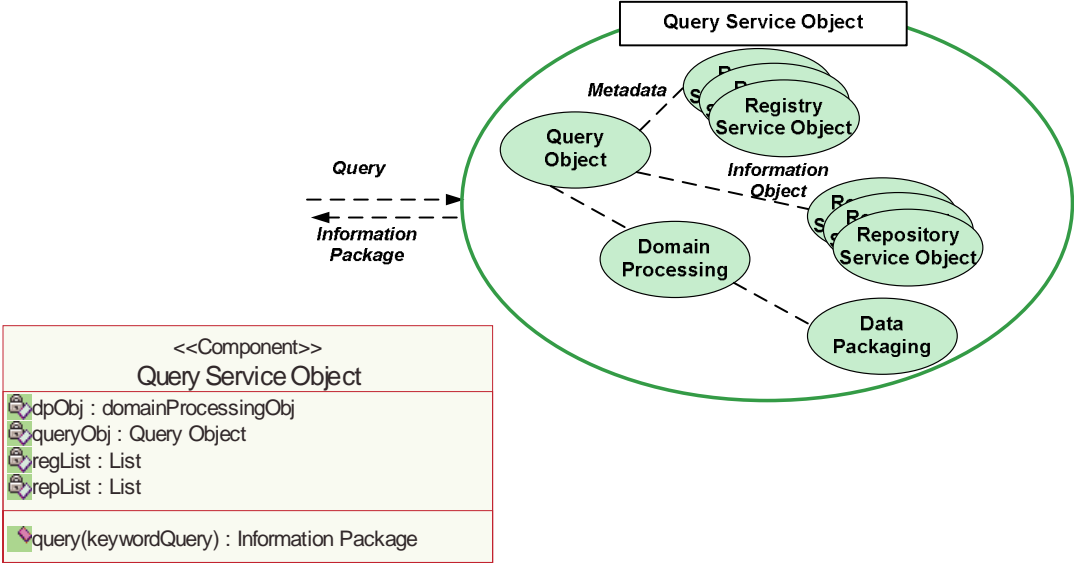 Query Service Object
Metadata
Registry
Service Object
Query
Object
Information
Object
Query
Information
Package
Repository
Service Object
Domain
Processing
Data
Packaging
<<Component>>
Query Service Object
dpObj : domainProcessingObj
queryObj : Query Object
regList : List
repList : List
query(keywordQuery) : Information Package